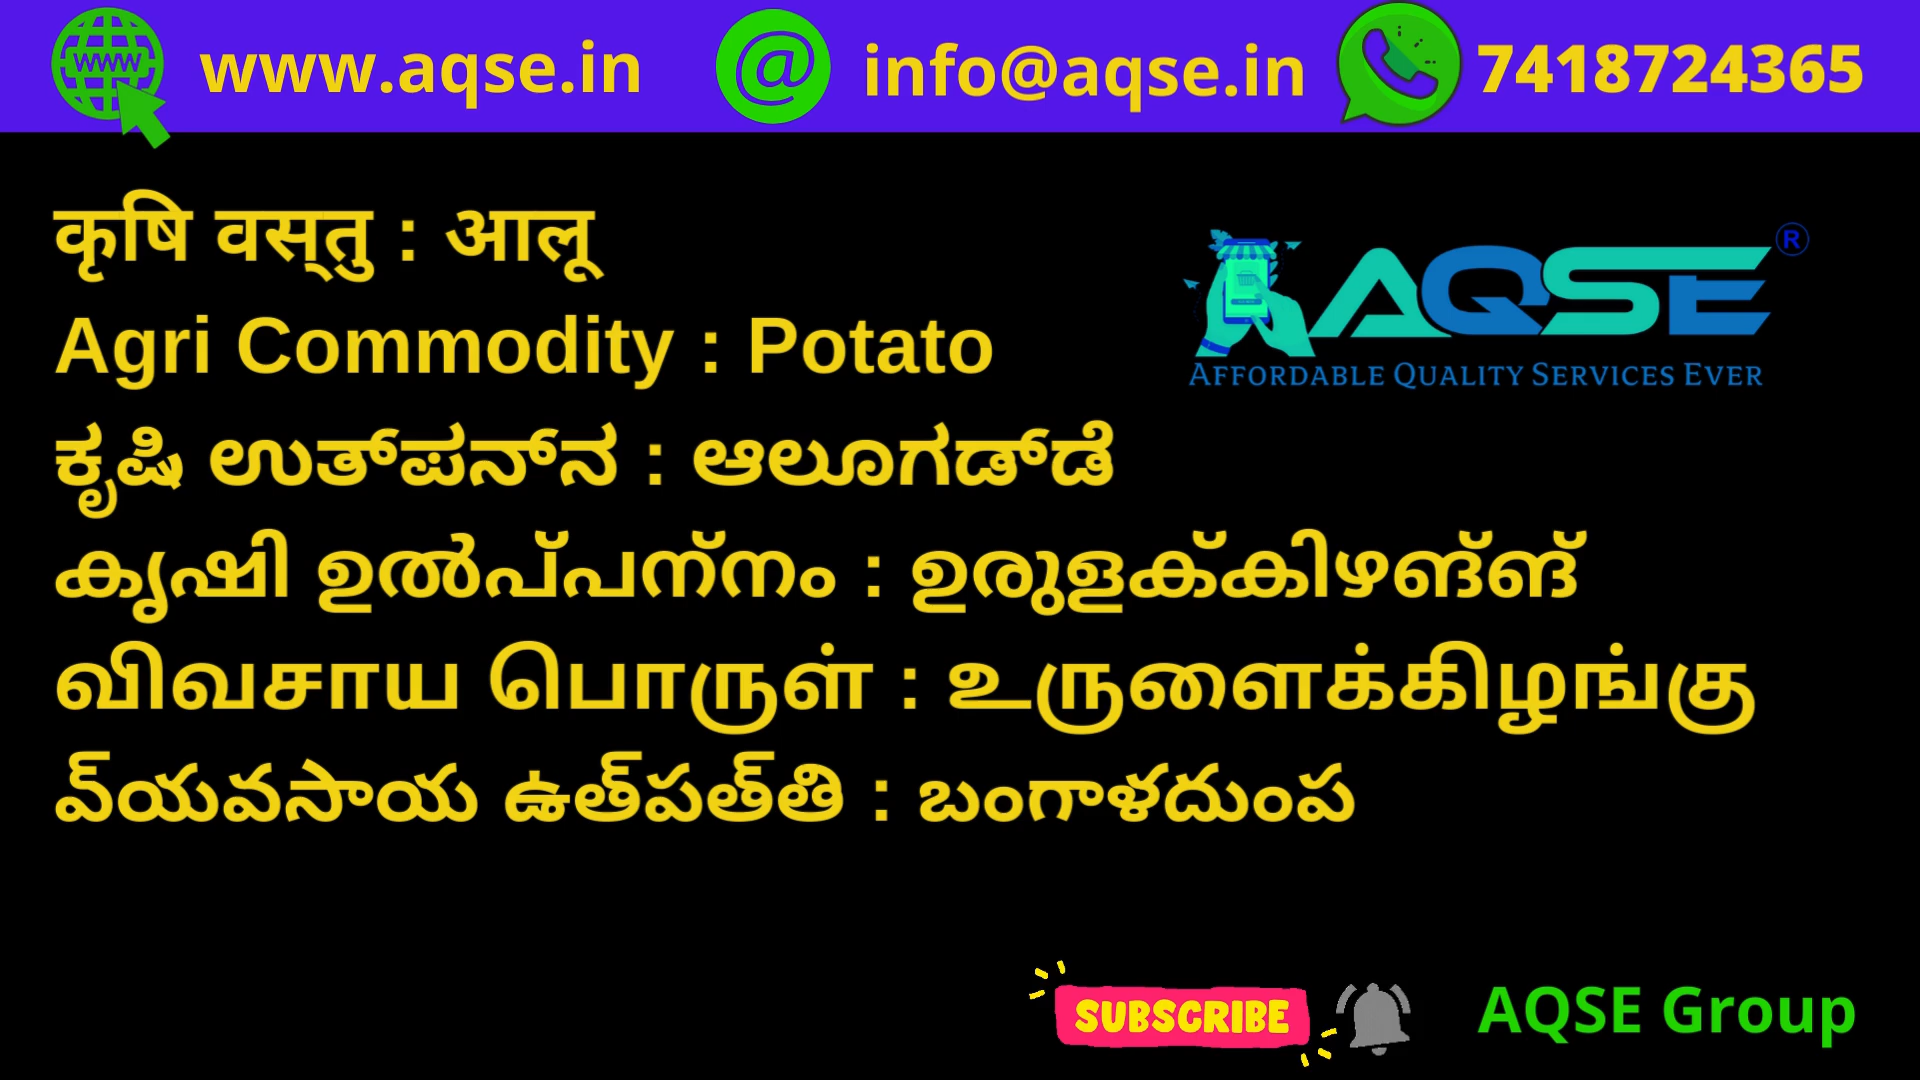 www
www.aqse.in
@
info@aqse.in
7418724365
कृषि वस्‌तु : आलू
AQSE ®
AFFORDABLE QUALITY SERVICES EVER
Agri Commodity : Potato
ಕೃಷಿ ಉತ್‌ಪನ್‌ನ : ಆಲೂಗಡ್‌ಡೆ
കൃഷി ഉൽപ്‌പന്‌നം : ഉരുളക്‌കിഴങ്‌ങ്
விவசாய பொருள் : உருளைக்கிழங்கு
వ్‌యవసాయ ఉత్‌పత్‌తి : బంగాళదుంప
SUBSCRIBE
AQSE Group